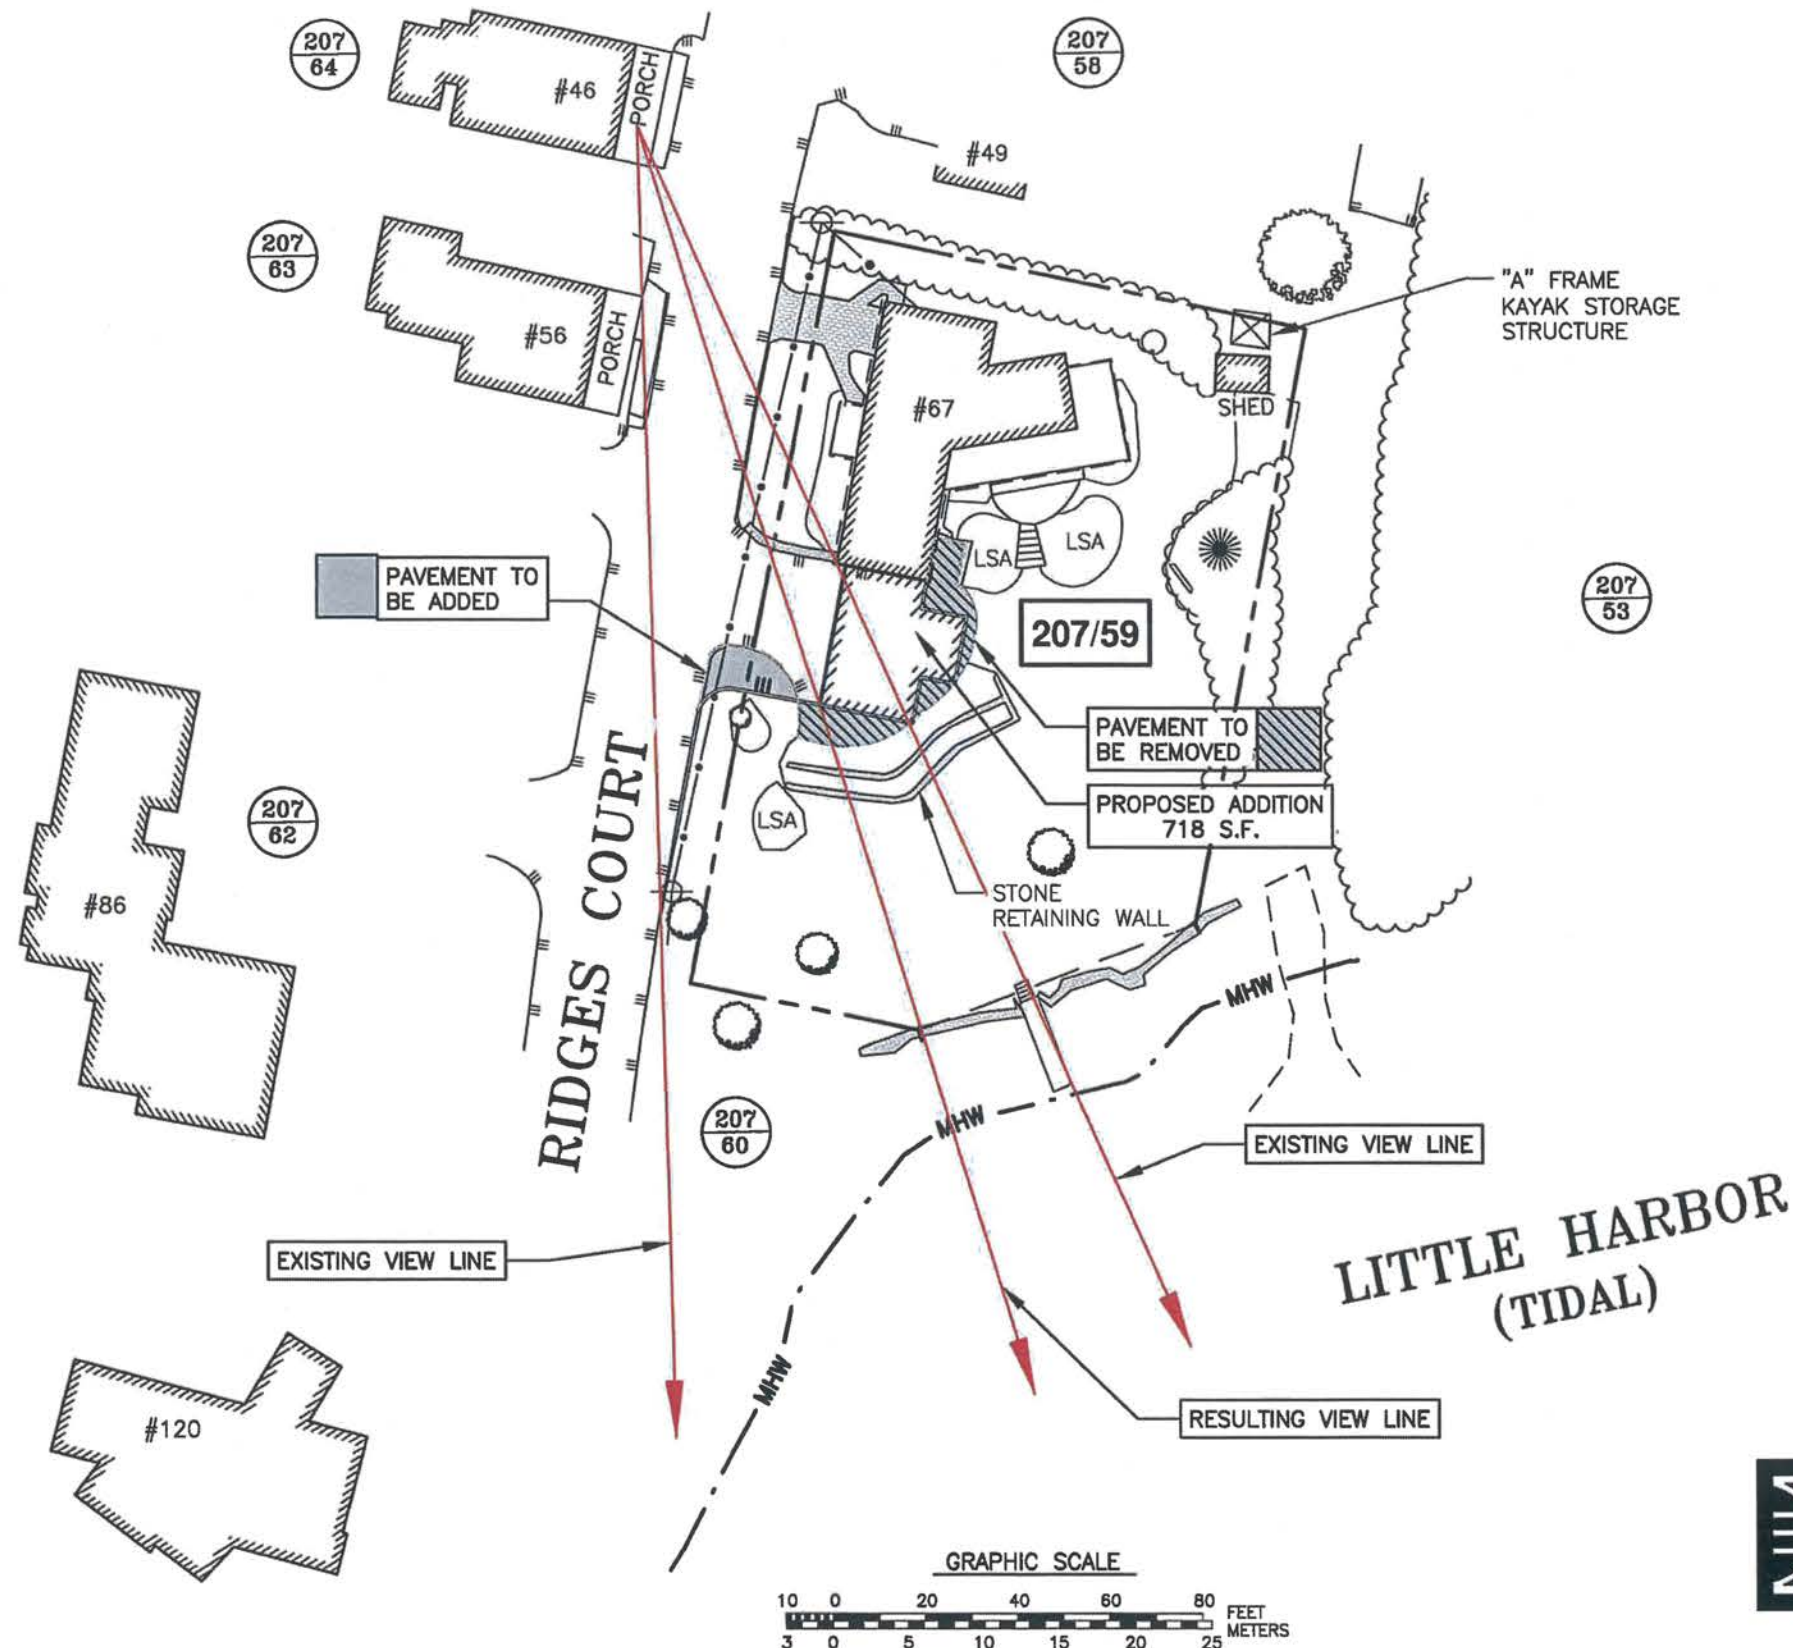 207
64
#46
PORCH
207
58
#49
207
63
#56
PORCH
"A" FRAME
KAYAK STORAGE
STRUCTURE
#67
SHED
LSA
LSA
PAVEMENT TO
BE ADDED
207
53
207/59
PAVEMENT TO
BE REMOVED
PROPOSED ADDITION
718 S.F.
207
62
#86
LSA
RIDGES COURT
STONE
RETAINING WALL
MHW
MHW
207
60
EXISTING VIEW LINE
EXISTING VIEW LINE
LITTLE HARBOR
(TIDAL)
MHW
RESULTING VIEW LINE
#120
GRAPHIC SCALE
10 0 20 40 60 80 FEET
3 0 5 10 15 20 25 METERS